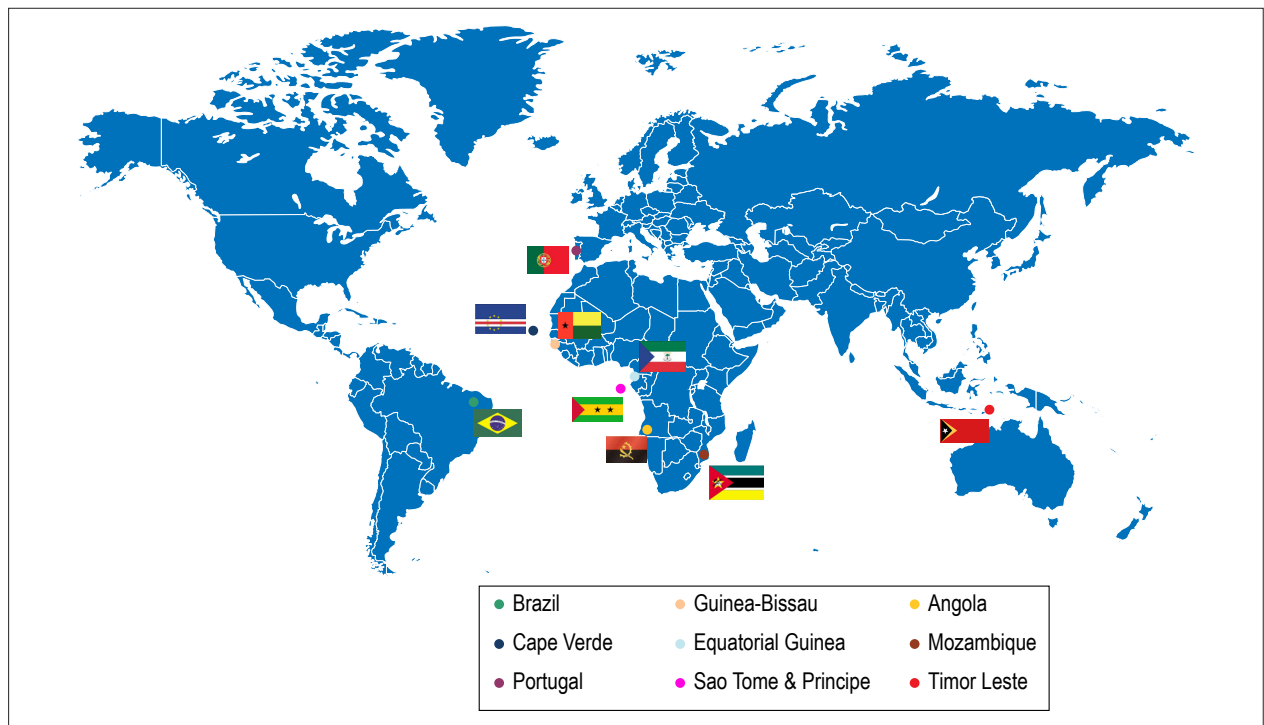 Brazil
Cape Verde
Portugal
Guinea-Bissau
Equatorial Guinea
Sao Tome & Principe
Angola
Mozambique
Timor Leste